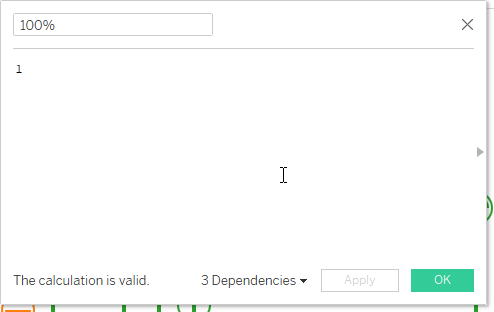 100%
1
The calculation is valid.
3 Dependencies
Apply
OK